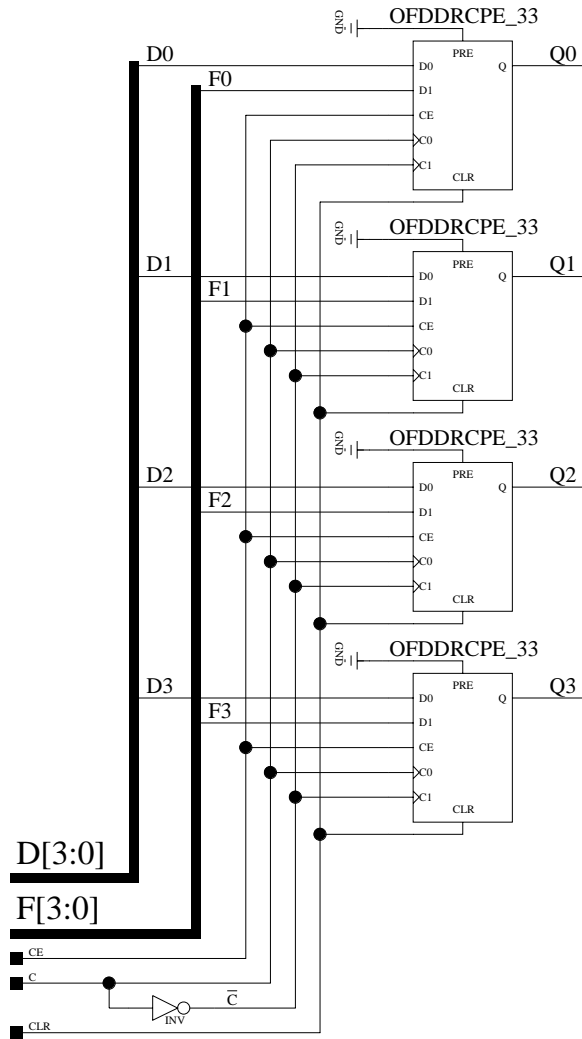 OFDDRCPE_33
GND
D0
PRE
Q0
D0
Q
F0
D1
CE
C0
C1
CLR
OFDDRCPE_33
GND
D1
PRE
Q1
D0
Q
F1
D1
CE
C0
C1
CLR
OFDDRCPE_33
GND
D2
PRE
Q2
D0
Q
F2
D1
CE
C0
C1
CLR
OFDDRCPE_33
GND
D3
PRE
Q3
D0
Q
F3
D1
CE
C0
C1
CLR
D[3:0]
F[3:0]
CE
C
C̅
INV
CLR